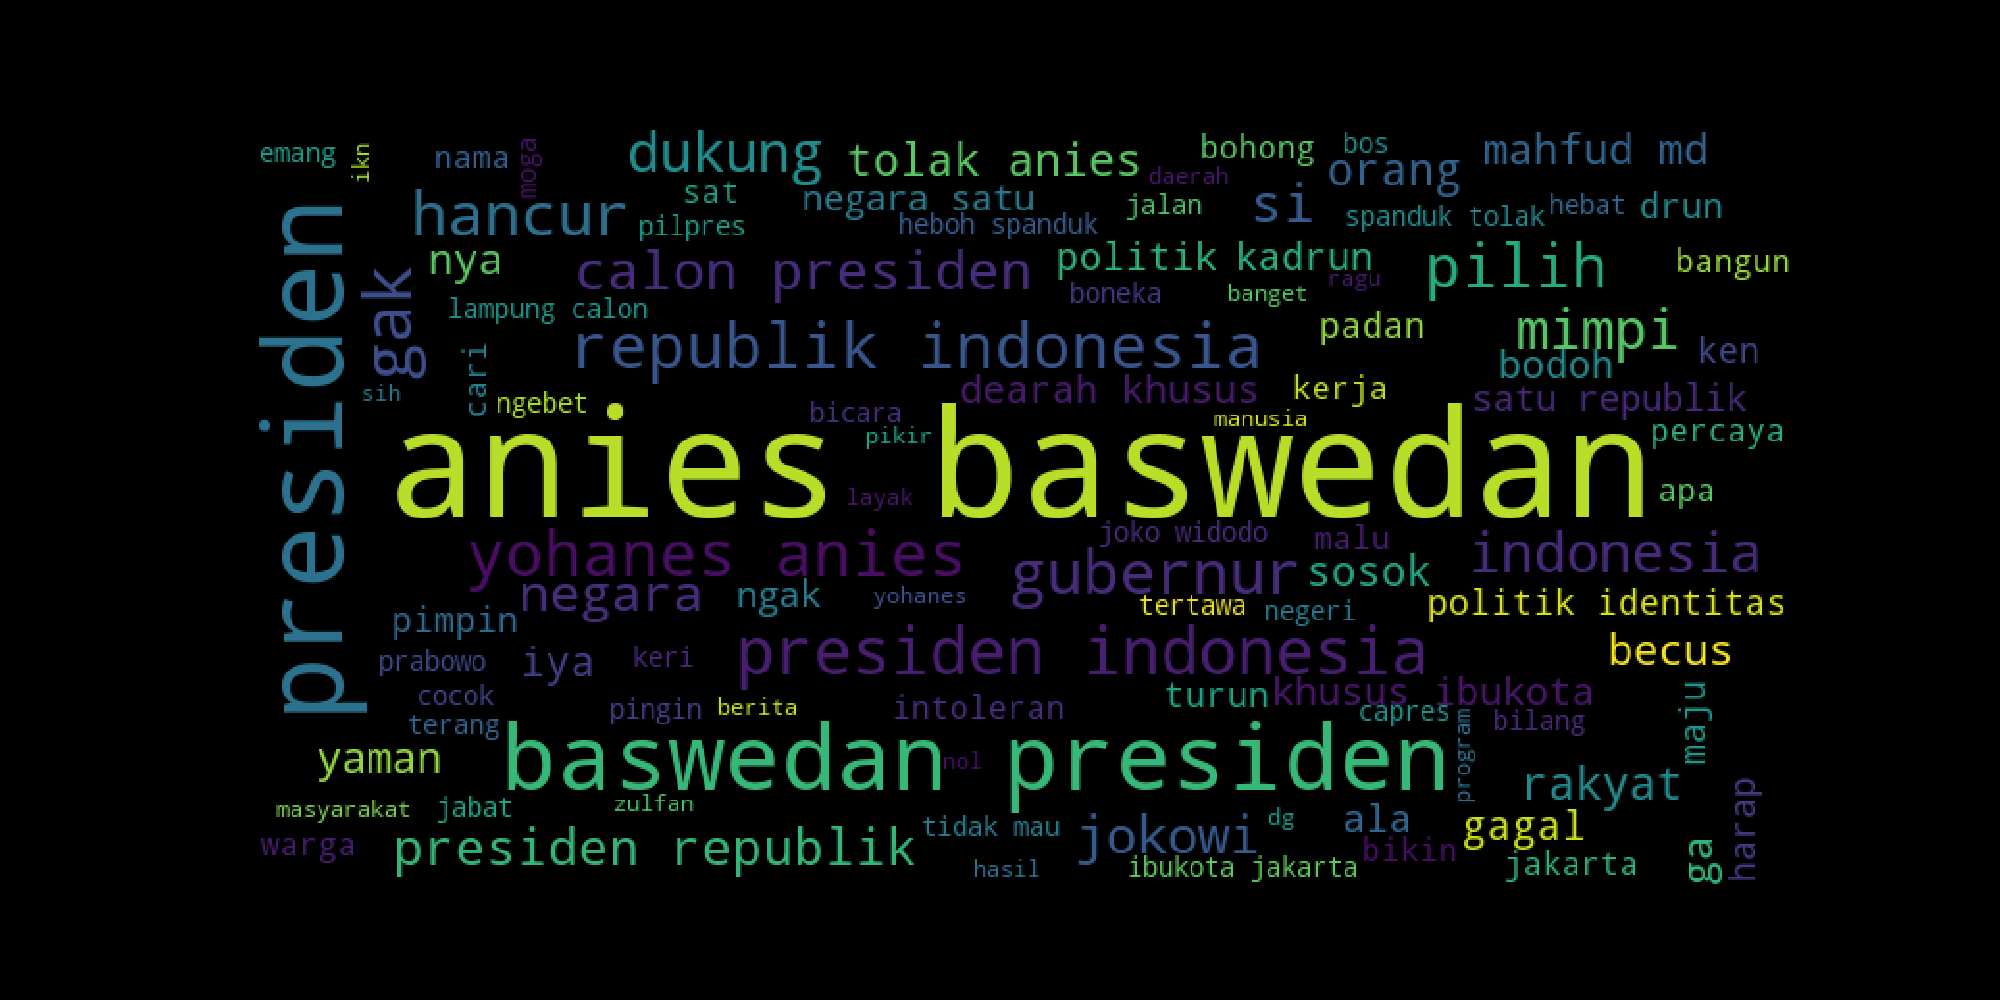 emang
ikn
nama
moga
dukung
tolak anies
bohong
bos
orang
mahfud md
daerah
hancur
sat
negara satu
jalan
si
spanduk tolak
hebat
drun
pilpres
heboh spanduk
presiden
gak
nya
calon presiden
politik kadrun
ragu
pilih
bangun
boneka
banget
lampung calon
republik indonesia
padan
mimpi
bodoh
ken
cari
sih
ngebet
bicara
dearah khusus
kerja
satu republik
manusia
pikir
percaya
anies baswedan
layak
apa
yohanes anies
joko widodo
malu
indonesia
gubernur
sosok
negara
ngak
yohanes
tertawa
negeri
politik identitas
pimpin
presiden indonesia
becus
prabowo
iya
keri
cocok
pingin
berita
intoleran
turun
khusus ibukota
capres
bilang
maju
terang
yaman
baswedan presiden
nol
program
rakyat
masyarakat
jabat
zulfan
warga
presiden republik
tidak mau
jokowi
dg
ala
gagal
bikin
harap
hasil
ibukota jakarta
jakarta
ga